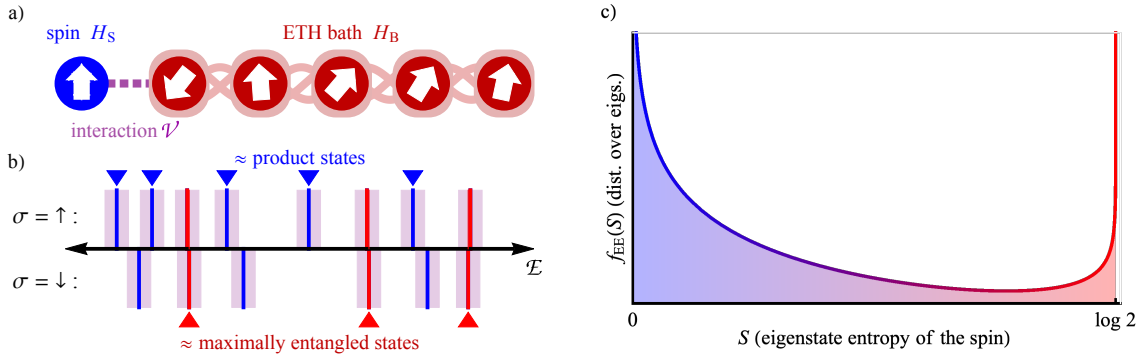 a)
spin H_S
ETH bath H_B
interaction 𝒱
b)
≈ product states
σ = ↑ :
σ = ↓ :
ℰ
≈ maximally entangled states
c)
f_EE(S) (dist. over eigs.)
0
log 2
S (eigenstate entropy of the spin)